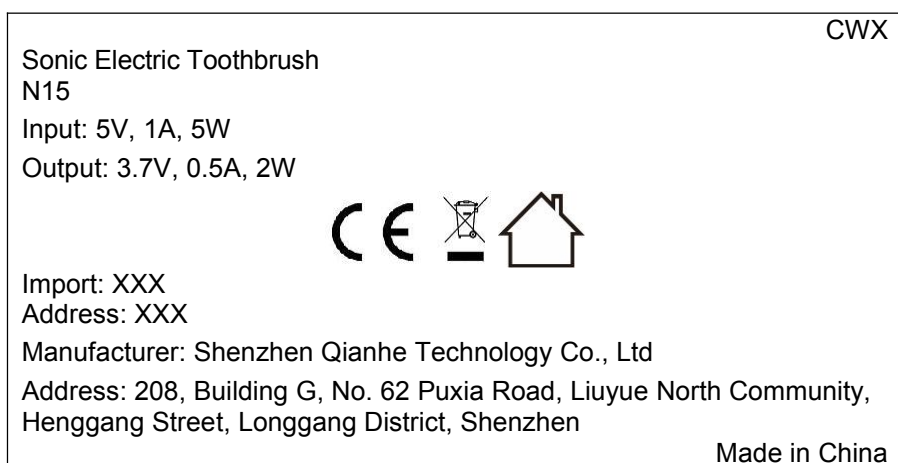 CWX
Sonic Electric Toothbrush
N15
Input: 5V, 1A, 5W
Output: 3.7V, 0.5A, 2W
CE
Import: XXX
Address: XXX
Manufacturer: Shenzhen Qianhe Technology Co., Ltd
Address: 208, Building G, No. 62 Puxia Road, Liuyue North Community,
Henggang Street, Longgang District, Shenzhen
Made in China